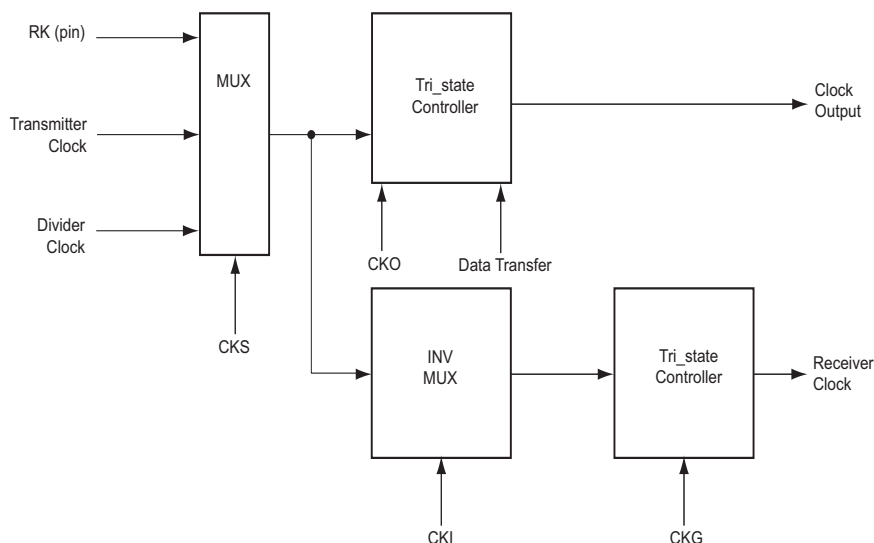 RK (pin)
MUX
Tri_state
Controller
Clock
Output
Transmitter
Clock
Divider
Clock
CKO
Data Transfer
CKS
INV
MUX
Tri_state
Controller
Receiver
Clock
CKI
CKG